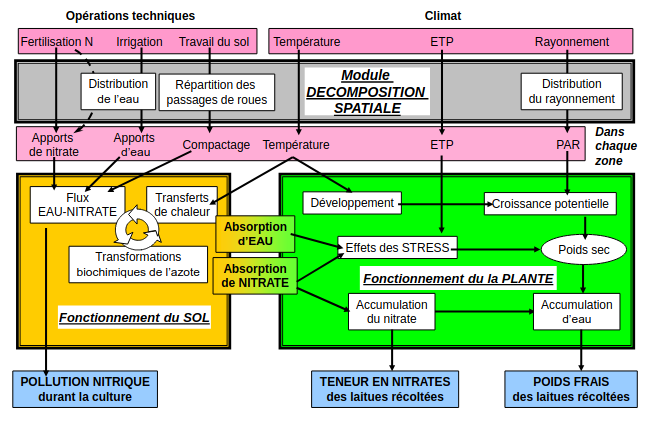 Opérations techniques
Climat
Fertilisation N
Irrigation
Travail du sol
Température
ETP
Rayonnement
Distribution
de l'eau
Répartition des
passages de roues
Module
DECOMPOSITION
SPATIALE
Distribution
du rayonnement
Apports
de nitrate
Apports
d'eau
Compactage
Température
ETP
PAR
Dans
chaque
zone
Flux
EAU-NITRATE
Transferts
de chaleur
Développement
Croissance potentielle
Absorption
d'EAU
Effets des STRESS
Poids sec
Transformations
biochimiques de l'azote
Absorption
de NITRATE
Fonctionnement du la PLANTE
Fonctionnement du SOL
Accumulation
du nitrate
Accumulation
d'eau
POLLUTION NITRIQUE
durant la culture
TENEUR EN NITRATES
des laitues récoltées
POIDS FRAIS
des laitues récoltées